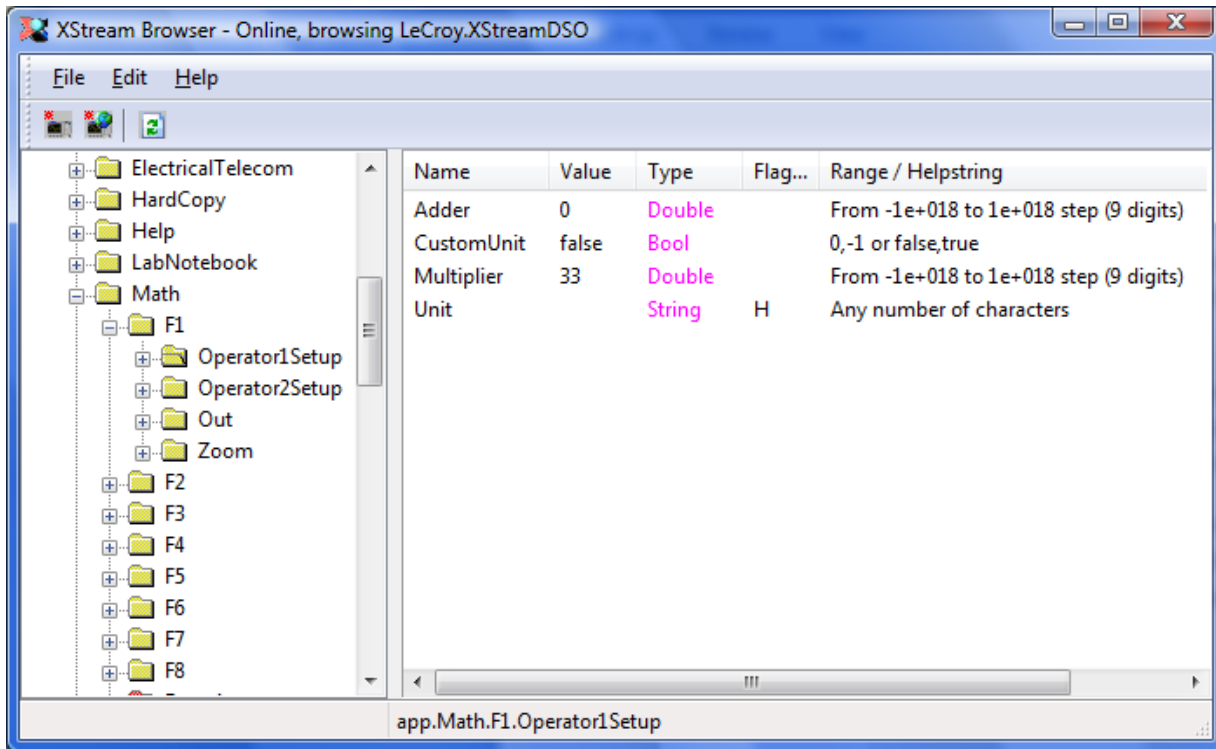 XStream Browser - Online, browsing LeCroy.XStreamDSO
File Edit Help
ElectricalTelecom
HardCopy
Help
LabNotebook
Math
F1
Operator1Setup
Operator2Setup
Out
Zoom
F2
F3
F4
F5
F6
F7
F8
Name Value Type Flag... Range / Helpstring
Adder 0 Double From -1e+018 to 1e+018 step (9 digits)
CustomUnit false Bool 0,-1 or false,true
Multiplier 33 Double From -1e+018 to 1e+018 step (9 digits)
Unit String H Any number of characters
app.Math.F1.Operator1Setup